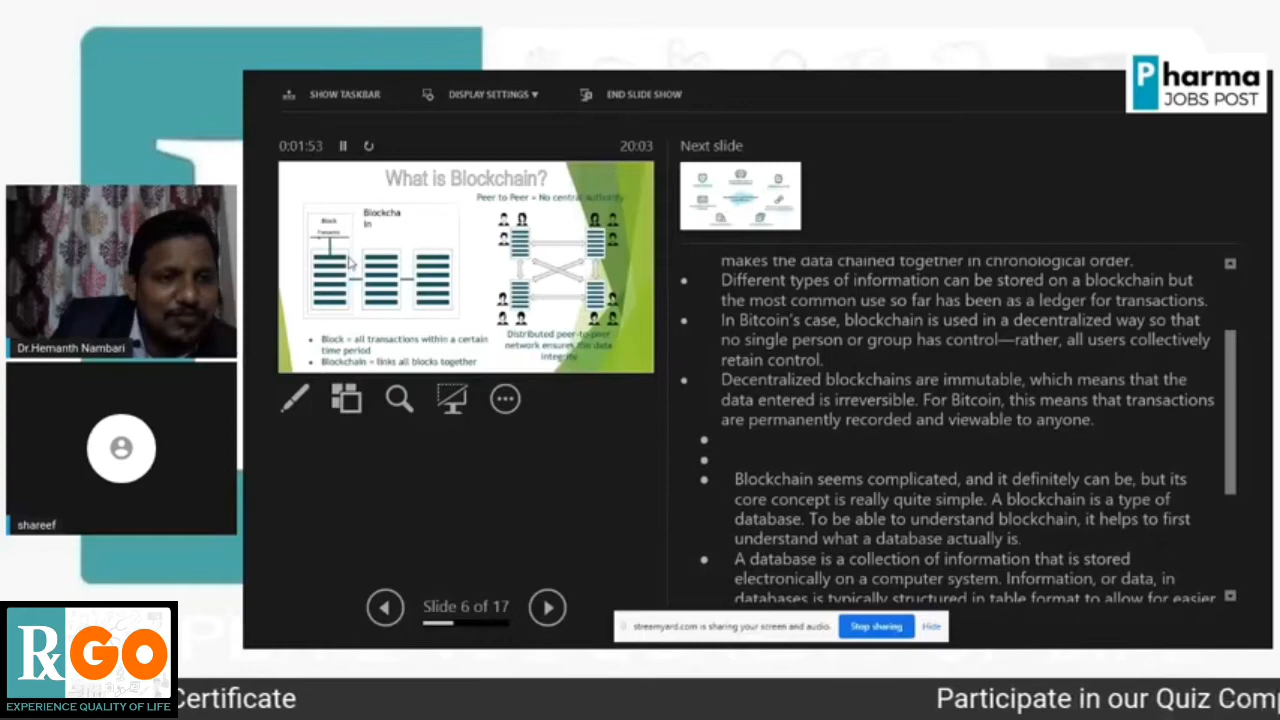 Pharma
JOBS POST
SHOW TASKBAR
DISPLAY SETTINGS ▾
END SLIDE SHOW
0:01:53
20:03
Next slide
What is Blockchain?
Peer to Peer = No central authority
Block
Blockcha
in
• Block = all transactions within a certain
time period
• Blockchain = links all blocks together
Distributed peer-to-peer
network ensures the data
integrity
makes the data chained together in chronological order.
• Different types of information can be stored on a blockchain but
the most common use so far has been as a ledger for transactions.
• In Bitcoin's case, blockchain is used in a decentralized way so that
no single person or group has control—rather, all users collectively
retain control.
• Decentralized blockchains are immutable, which means that the
data entered is irreversible. For Bitcoin, this means that transactions
are permanently recorded and viewable to anyone.
•
•
• Blockchain seems complicated, and it definitely can be, but its
core concept is really quite simple. A blockchain is a type of
database. To be able to understand blockchain, it helps to first
understand what a database actually is.
• A database is a collection of information that is stored
electronically on a computer system. Information, or data, in
databases is typically structured in table format to allow for easier
Slide 6 of 17
streamyard.com is sharing your screen and audio.
Stop sharing
Hide
Dr.Hemanth Nambari
shareef
Rx GO
EXPERIENCE QUALITY OF LIFE
Certificate
Participate in our Quiz Comp